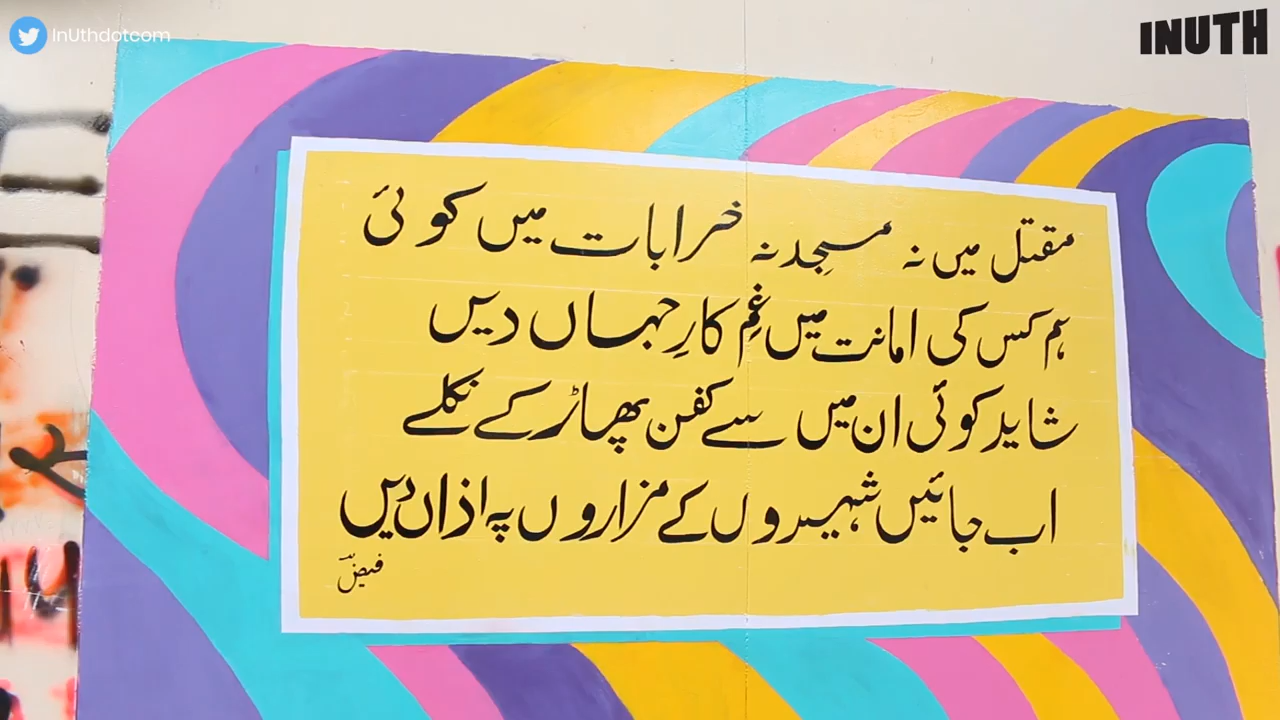 InUthdotcom
INUTH
مقتل میں نہ مسجد نہ خرابات میں کوئی
ہم کس کی امانت میں غمِ کارِ جہاں دیں
شاید کوئی ان میں سے کفن پھاڑ کے نکلے
اب جائیں شہیدوں کے مزاروں پہ اذاں دیں
فیض